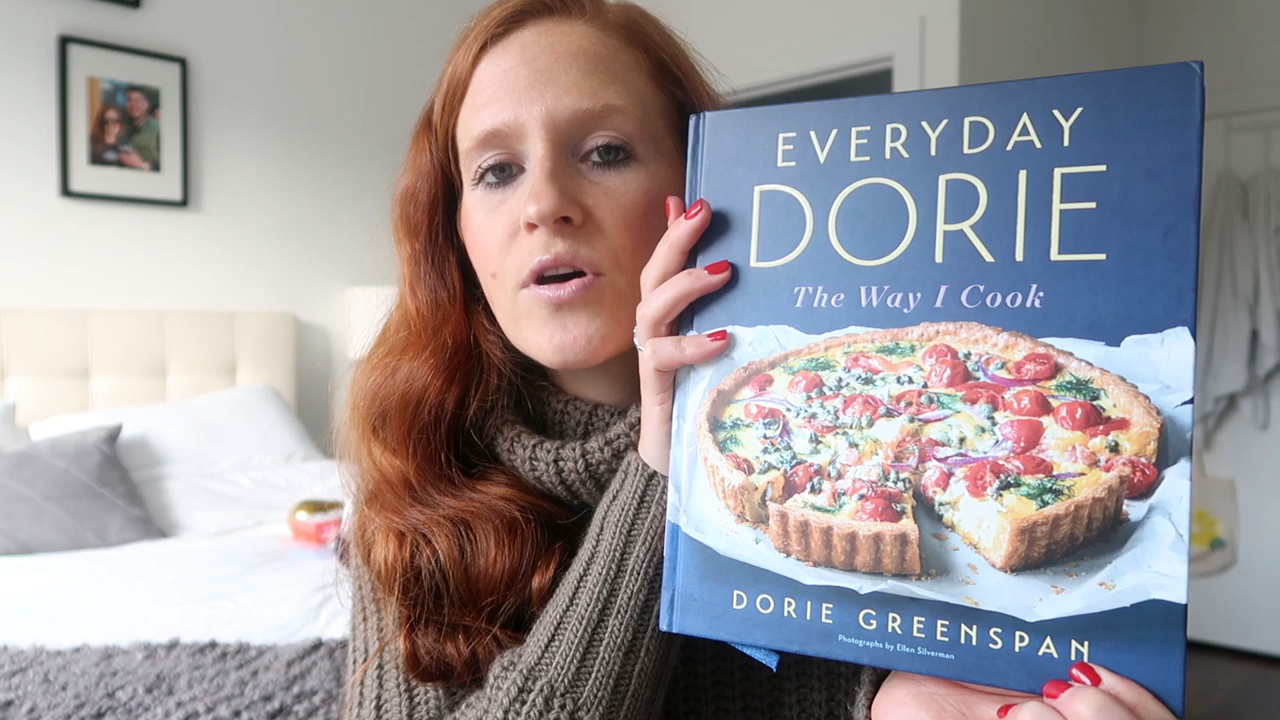 EVERYDAY
DORIE
The Way I Cook
DORIE GREENSPAN
Photographs by Ellen Silverman